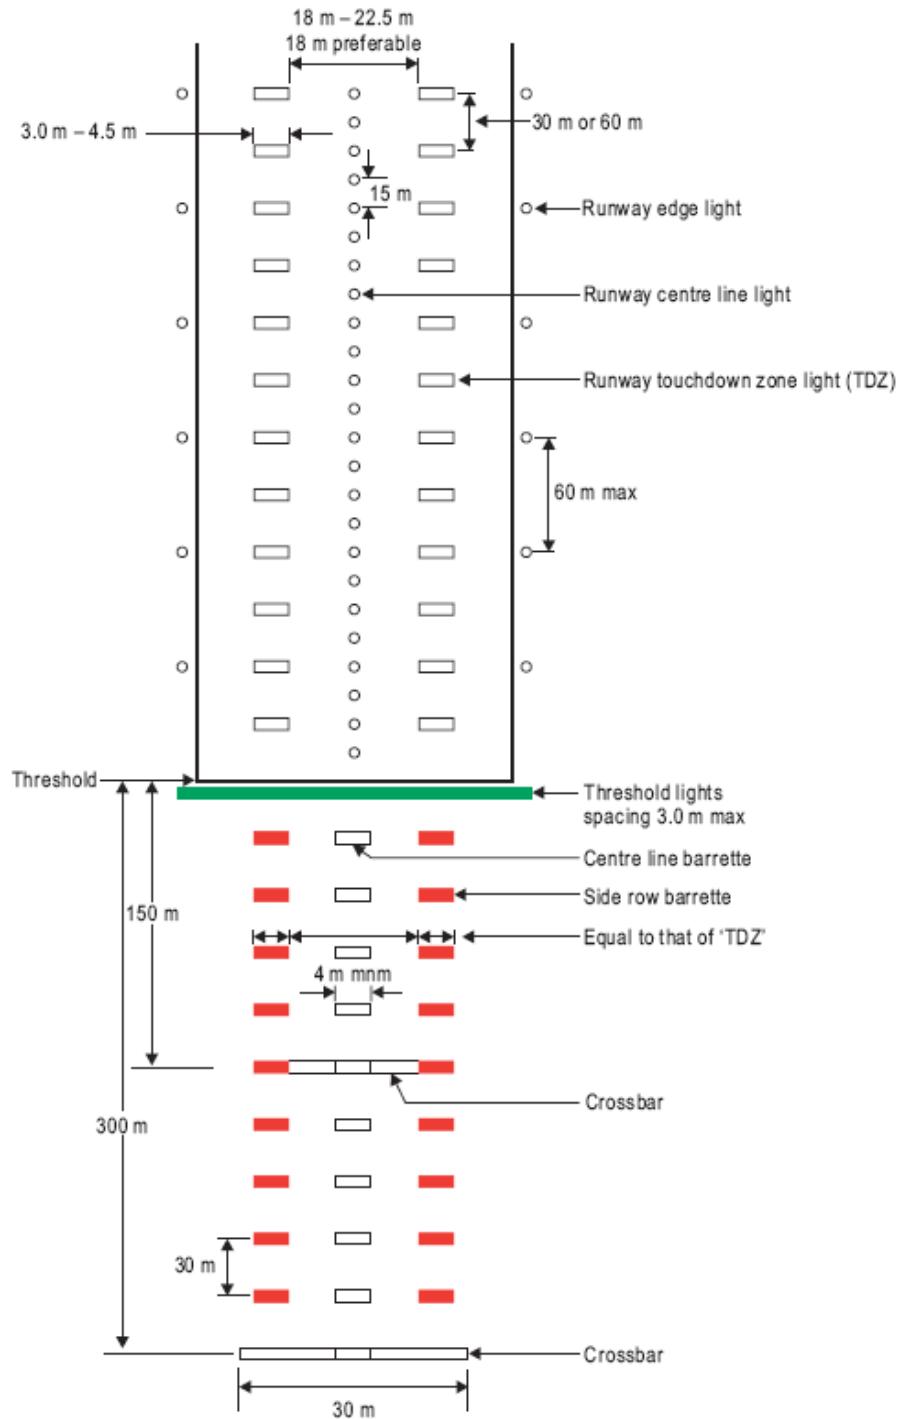 18 m – 22.5 m
18 m preferable
3.0 m – 4.5 m
30 m or 60 m
15 m
Runway edge light
Runway centre line light
Runway touchdown zone light (TDZ)
60 m max
Threshold
Threshold lights
spacing 3.0 m max
Centre line barrette
Side row barrette
150 m
Equal to that of ‘TDZ’
4 m mnm
Crossbar
300 m
30 m
Crossbar
30 m